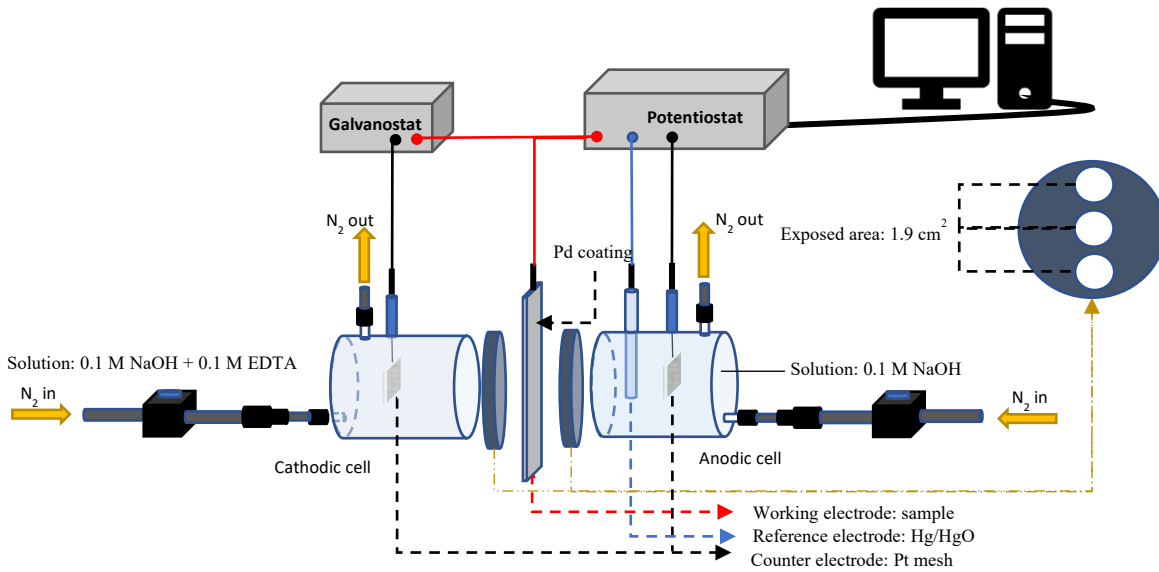 Galvanostat
Potentiostat
N₂ out
N₂ out
Pd coating
Exposed area: 1.9 cm²
Solution: 0.1 M NaOH + 0.1 M EDTA
Solution: 0.1 M NaOH
N₂ in
N₂ in
Cathodic cell
Anodic cell
Working electrode: sample
Reference electrode: Hg/HgO
Counter electrode: Pt mesh